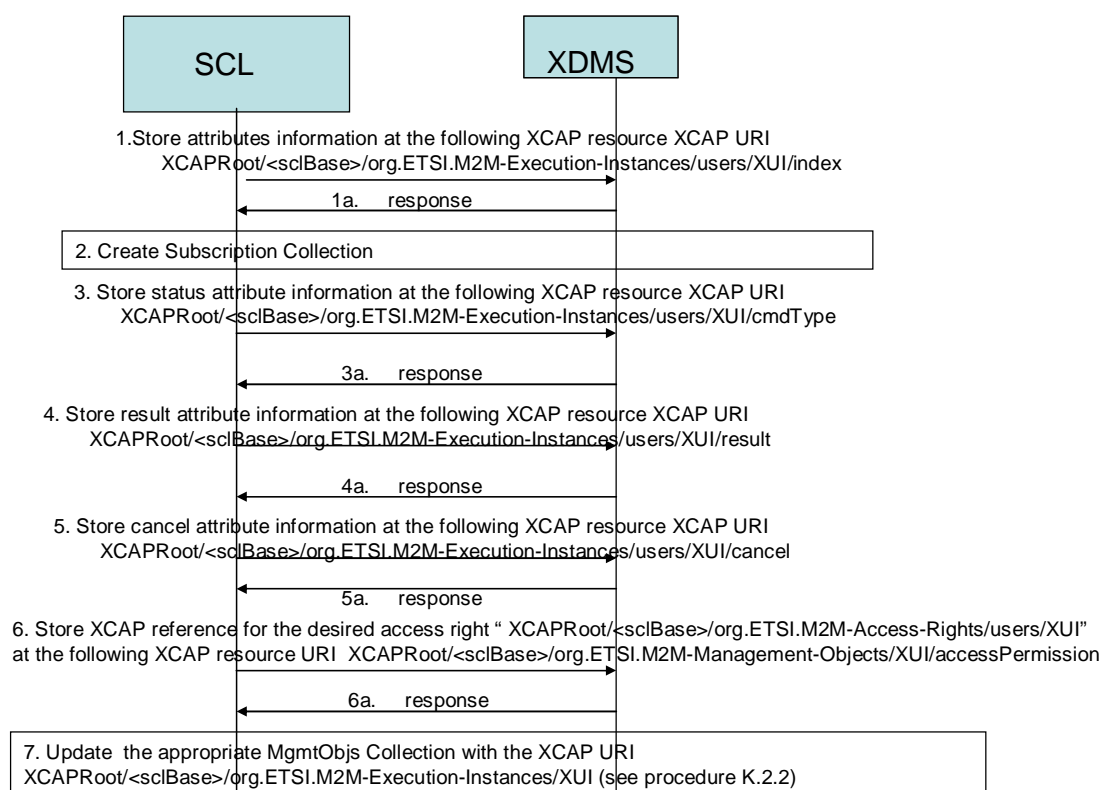 SCL
XDMS
1.Store attributes information at the following XCAP resource XCAP URI
XCAPRoot/<sclBase>/org.ETSI.M2M-Execution-Instances/users/XUI/index
1a. response
2. Create Subscription Collection
3. Store status attribute information at the following XCAP resource XCAP URI
XCAPRoot/<sclBase>/org.ETSI.M2M-Execution-Instances/users/XUI/cmdType
3a. response
4. Store result attribute information at the following XCAP resource XCAP URI
XCAPRoot/<sclBase>/org.ETSI.M2M-Execution-Instances/users/XUI/result
4a. response
5. Store cancel attribute information at the following XCAP resource XCAP URI
XCAPRoot/<sclBase>/org.ETSI.M2M-Execution-Instances/users/XUI/cancel
5a. response
6. Store XCAP reference for the desired access right “ XCAPRoot/<sclBase>/org.ETSI.M2M-Access-Rights/users/XUI”
at the following XCAP resource URI XCAPRoot/<sclBase>/org.ETSI.M2M-Management-Objects/XUI/accessPermission
6a. response
7. Update the appropriate MgmtObjs Collection with the XCAP URI
XCAPRoot/<sclBase>/org.ETSI.M2M-Execution-Instances/XUI (see procedure K.2.2)